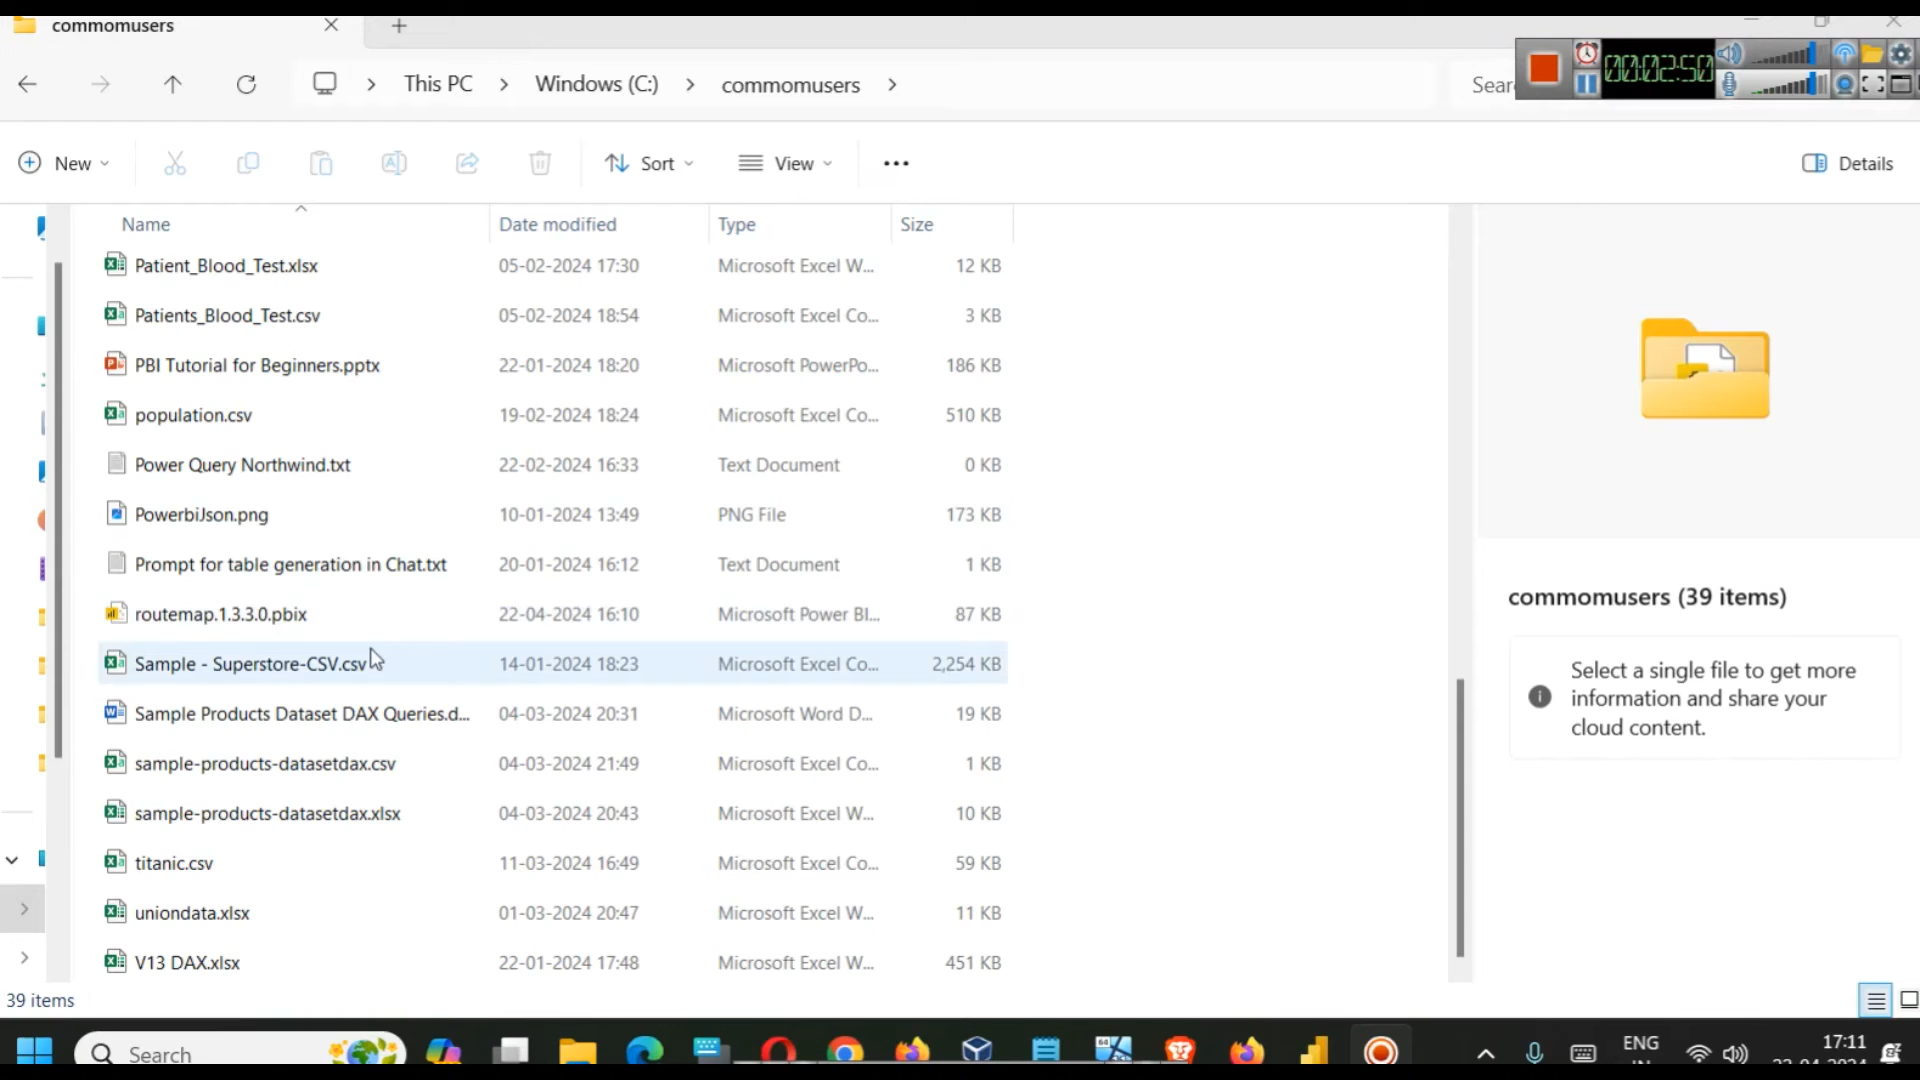 commomusers
00:02:50
This PC
Windows (C:)
commomusers
New
Sort
View
Details
Name Date modified Type Size
Patient_Blood_Test.xlsx 05-02-2024 17:30 Microsoft Excel W... 12 KB
Patients_Blood_Test.csv 05-02-2024 18:54 Microsoft Excel Co... 3 KB
PBI Tutorial for Beginners.pptx 22-01-2024 18:20 Microsoft PowerPo... 186 KB
population.csv 19-02-2024 18:24 Microsoft Excel Co... 510 KB
Power Query Northwind.txt 22-02-2024 16:33 Text Document 0 KB
PowerbiJson.png 10-01-2024 13:49 PNG File 173 KB
Prompt for table generation in Chat.txt 20-01-2024 16:12 Text Document 1 KB
routemap.1.3.3.0.pbix 22-04-2024 16:10 Microsoft Power BI... 87 KB
Sample - Superstore-CSV.csv 14-01-2024 18:23 Microsoft Excel Co... 2,254 KB
Sample Products Dataset DAX Queries.d... 04-03-2024 20:31 Microsoft Word D... 19 KB
sample-products-datasetdax.csv 04-03-2024 21:49 Microsoft Excel Co... 1 KB
sample-products-datasetdax.xlsx 04-03-2024 20:43 Microsoft Excel W... 10 KB
titanic.csv 11-03-2024 16:49 Microsoft Excel Co... 59 KB
uniondata.xlsx 01-03-2024 20:47 Microsoft Excel W... 11 KB
V13 DAX.xlsx 22-01-2024 17:48 Microsoft Excel W... 451 KB
commomusers (39 items)
Select a single file to get more
information and share your
cloud content.
39 items
Search
ENG
17:11